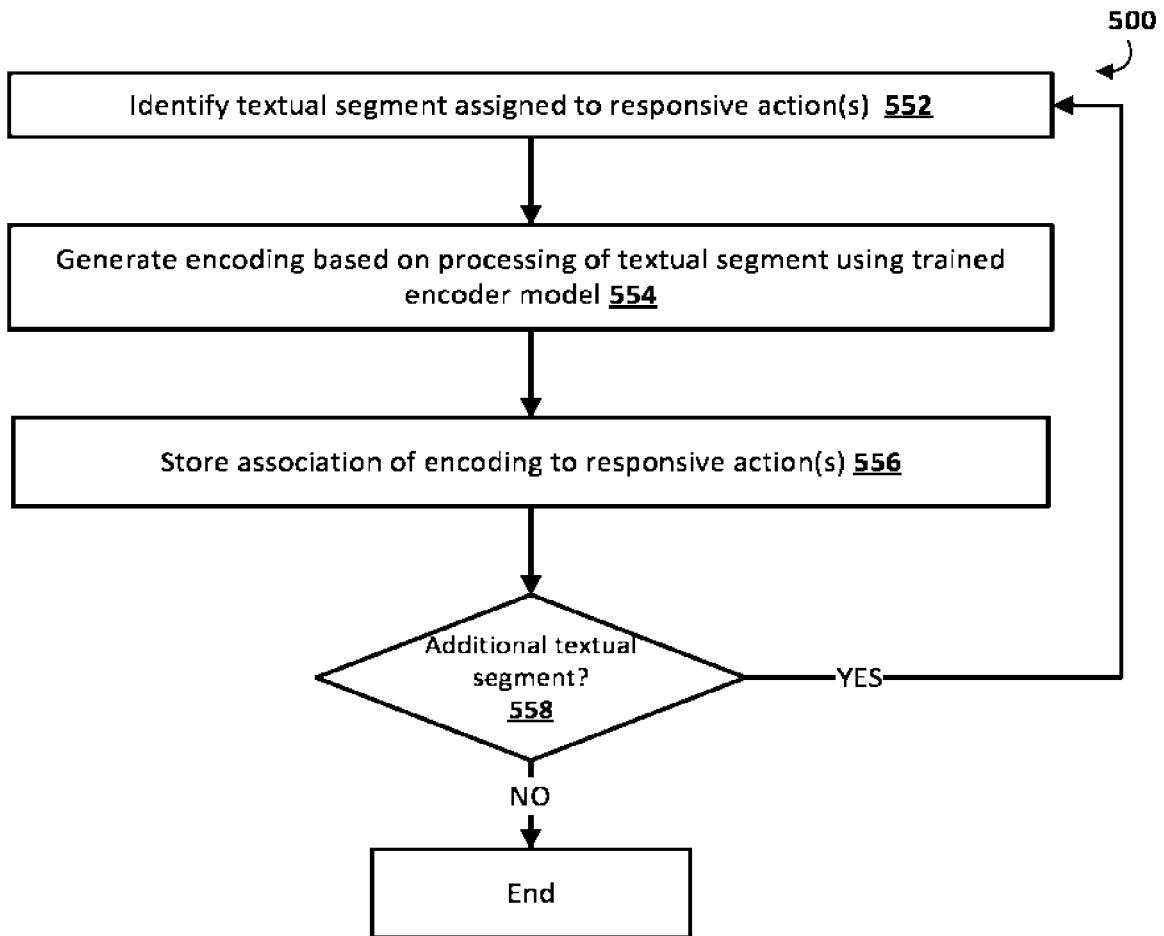 500
Identify textual segment assigned to responsive action(s) 552
Generate encoding based on processing of textual segment using trained
encoder model 554
Store association of encoding to responsive action(s) 556
Additional textual
segment?
558
YES
NO
End